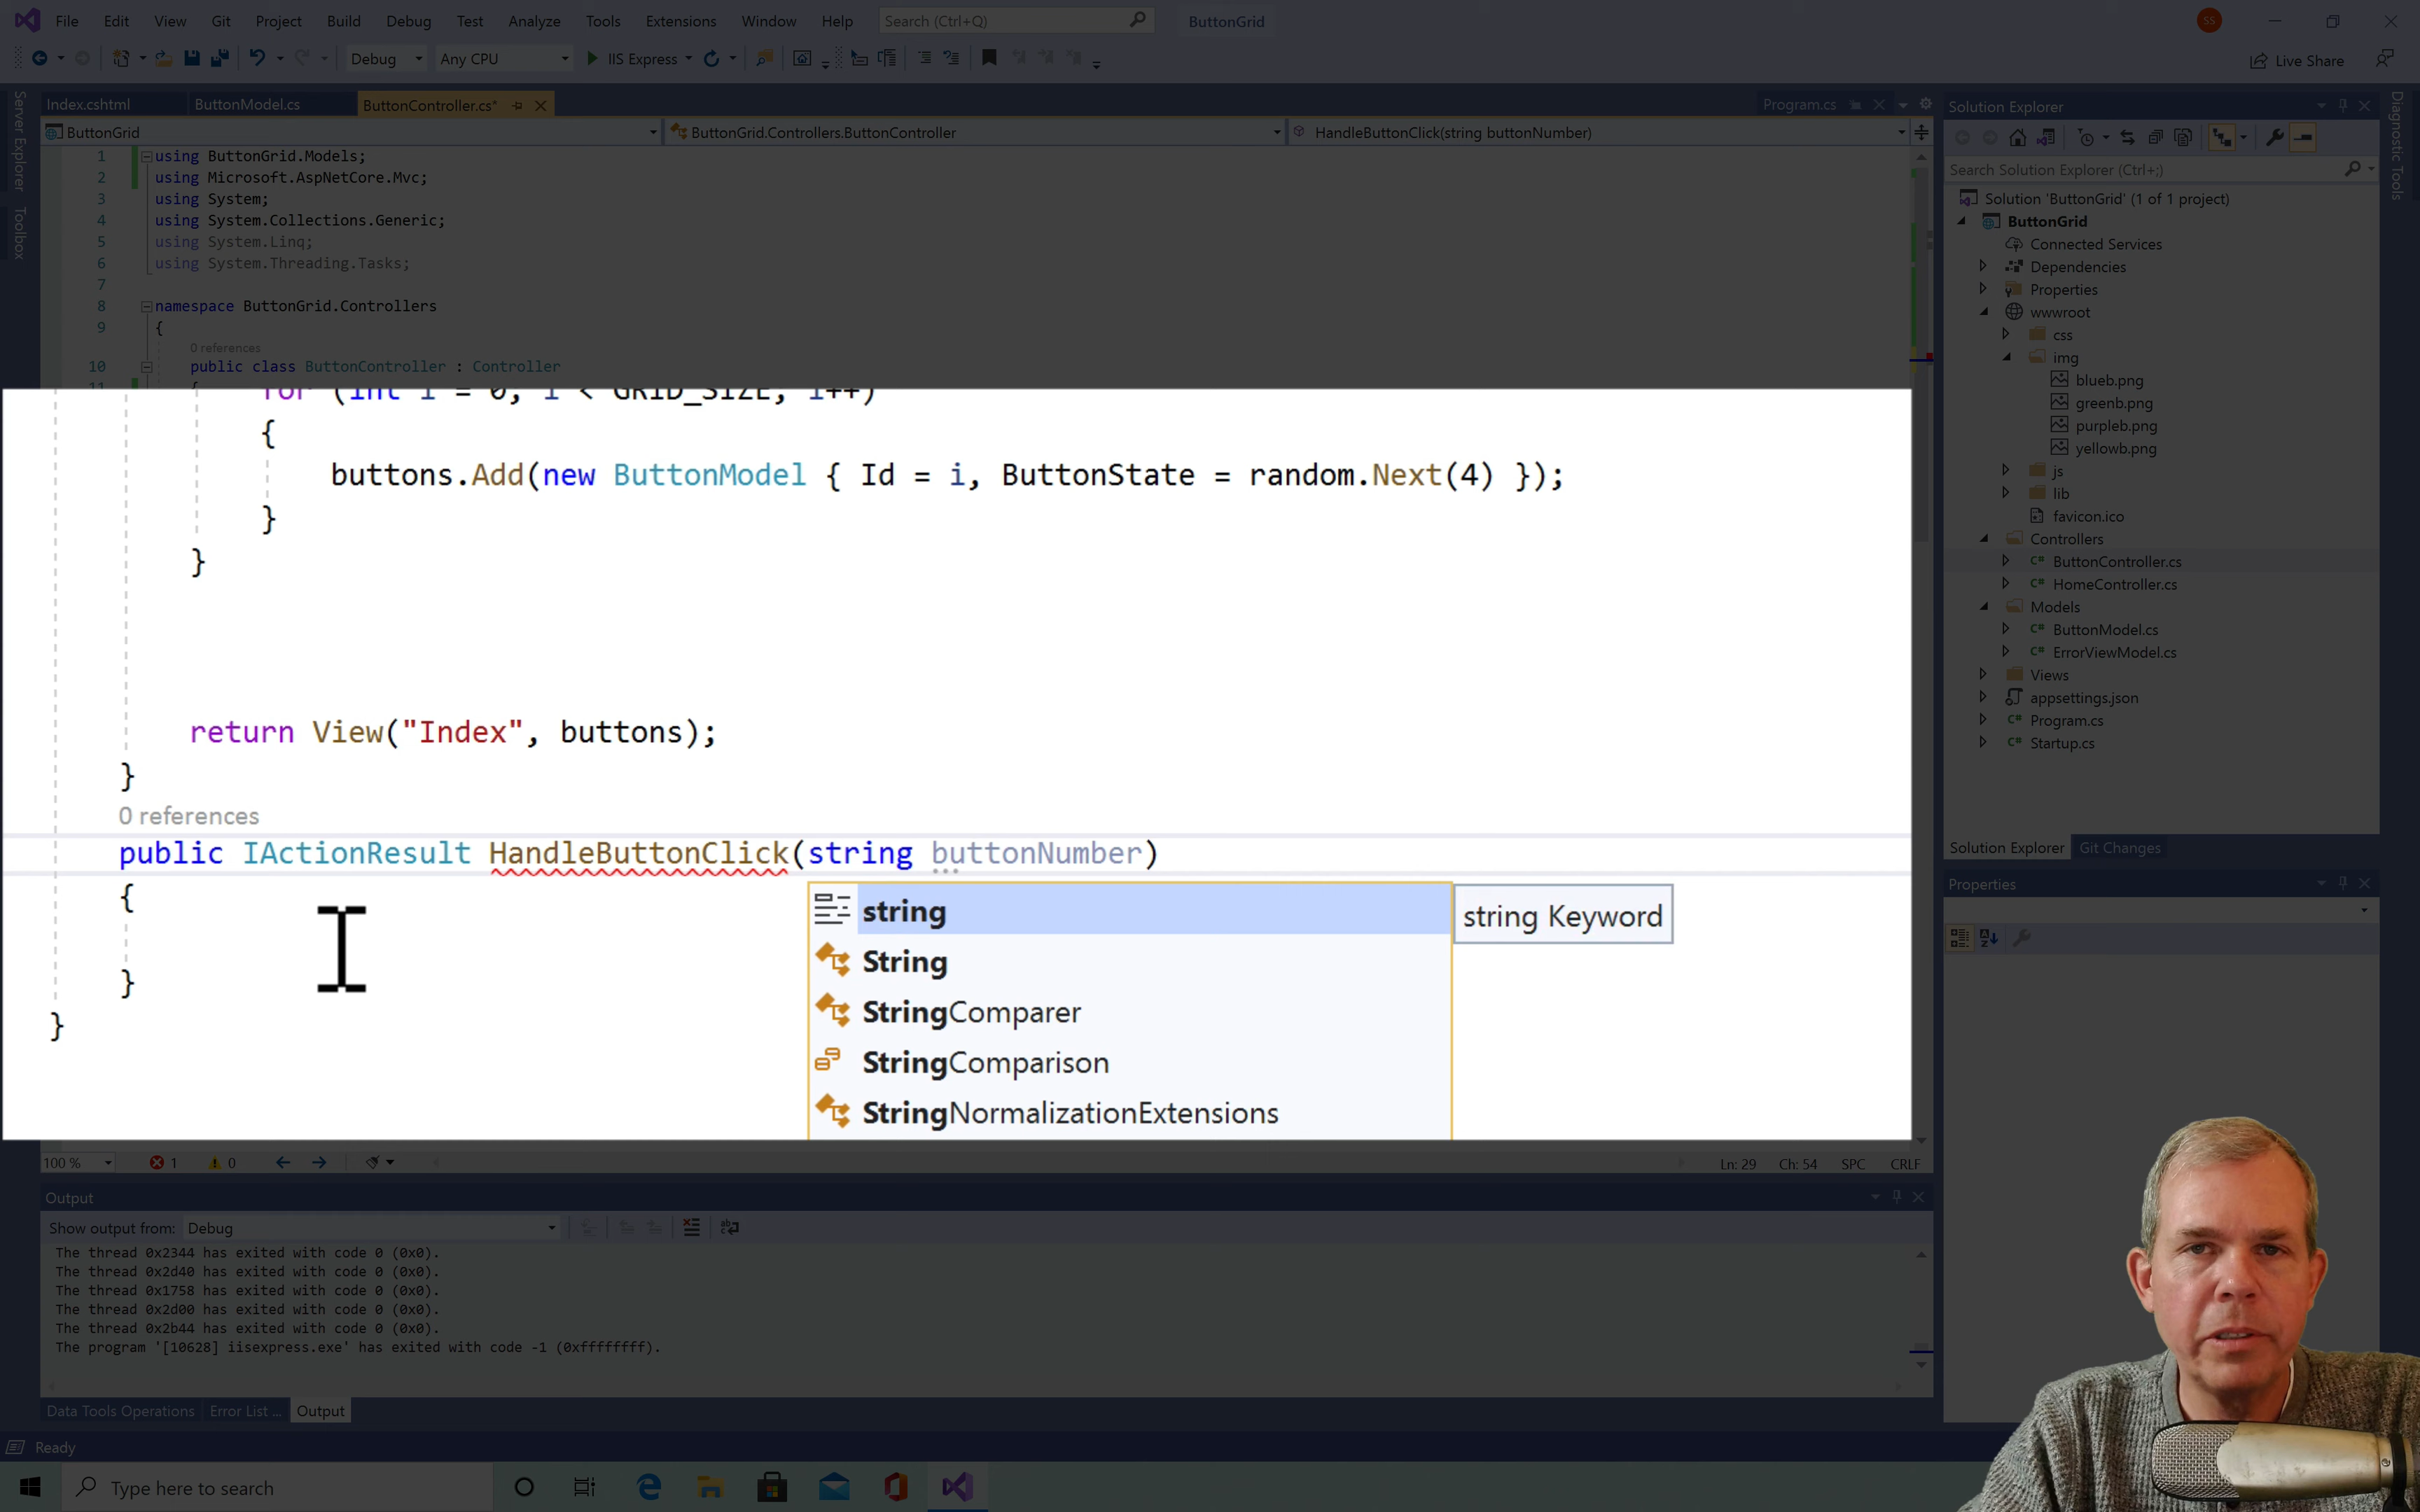 File Edit View Git Project Build Debug Test Analyze Tools Extensions Window Help Search (Ctrl+Q) ButtonGrid SS
Debug Any CPU IIS Express Live Share
Index.cshtml ButtonModel.cs ButtonController.cs* Program.cs
ButtonGrid ButtonGrid.Controllers.ButtonController HandleButtonClick(string buttonNumber)
Server Explorer
Toolbox
1 using ButtonGrid.Models;
2 using Microsoft.AspNetCore.Mvc;
3 using System;
4 using System.Collections.Generic;
5 using System.Linq;
6 using System.Threading.Tasks;
7
8 namespace ButtonGrid.Controllers
9 {
0 references
10 public class ButtonController : Controller
11 {
for (int i = 0; i < GRID_SIZE; i++)
{
buttons.Add(new ButtonModel { Id = i, ButtonState = random.Next(4) });
}
}
return View("Index", buttons);
}
0 references
public IActionResult HandleButtonClick(string buttonNumber)
{
}
}
string
String
StringComparer
StringComparison
StringNormalizationExtensions
string Keyword
100 % 1 0 Ln: 29 Ch: 54 SPC CRLF
Output
Show output from: Debug
The thread 0x2344 has exited with code 0 (0x0).
The thread 0x2d40 has exited with code 0 (0x0).
The thread 0x1758 has exited with code 0 (0x0).
The thread 0x2d00 has exited with code 0 (0x0).
The thread 0x2b44 has exited with code 0 (0x0).
The program '[10628] iisexpress.exe' has exited with code -1 (0xffffffff).
Data Tools Operations Error List ... Output
Ready
Type here to search
Solution Explorer
Search Solution Explorer (Ctrl+;)
Solution 'ButtonGrid' (1 of 1 project)
ButtonGrid
Connected Services
Dependencies
Properties
wwwroot
css
img
blueb.png
greenb.png
purpleb.png
yellowb.png
js
lib
favicon.ico
Controllers
C# ButtonController.cs
C# HomeController.cs
Models
C# ButtonModel.cs
C# ErrorViewModel.cs
Views
appsettings.json
C# Program.cs
C# Startup.cs
Solution Explorer Git Changes
Properties
Diagnostic Tools